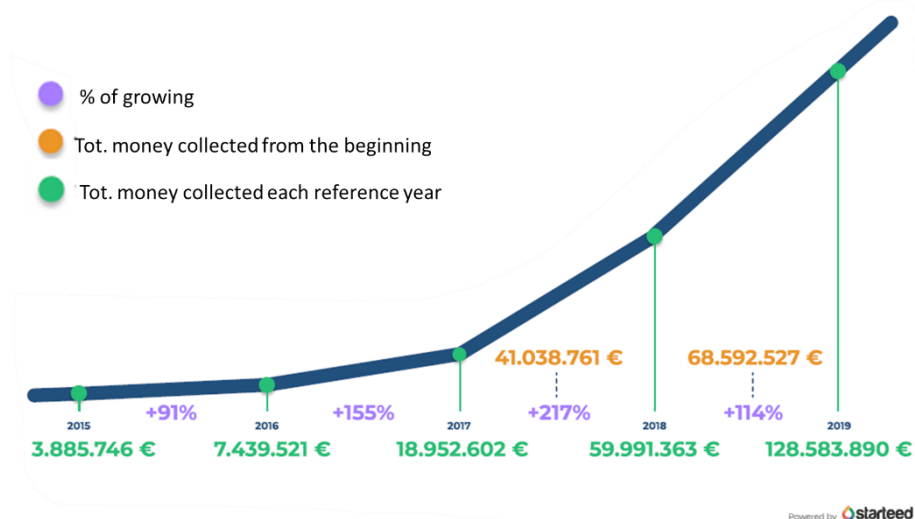 % of growing
Tot. money collected from the beginning
Tot. money collected each reference year
41.038.761 € 68.592.527 €
+91% +155% +217% +114%
2015 2016 2017 2018 2019
3.885.746 € 7.439.521 € 18.952.602 € 59.991.363 € 128.583.890 €
Powered by starteed